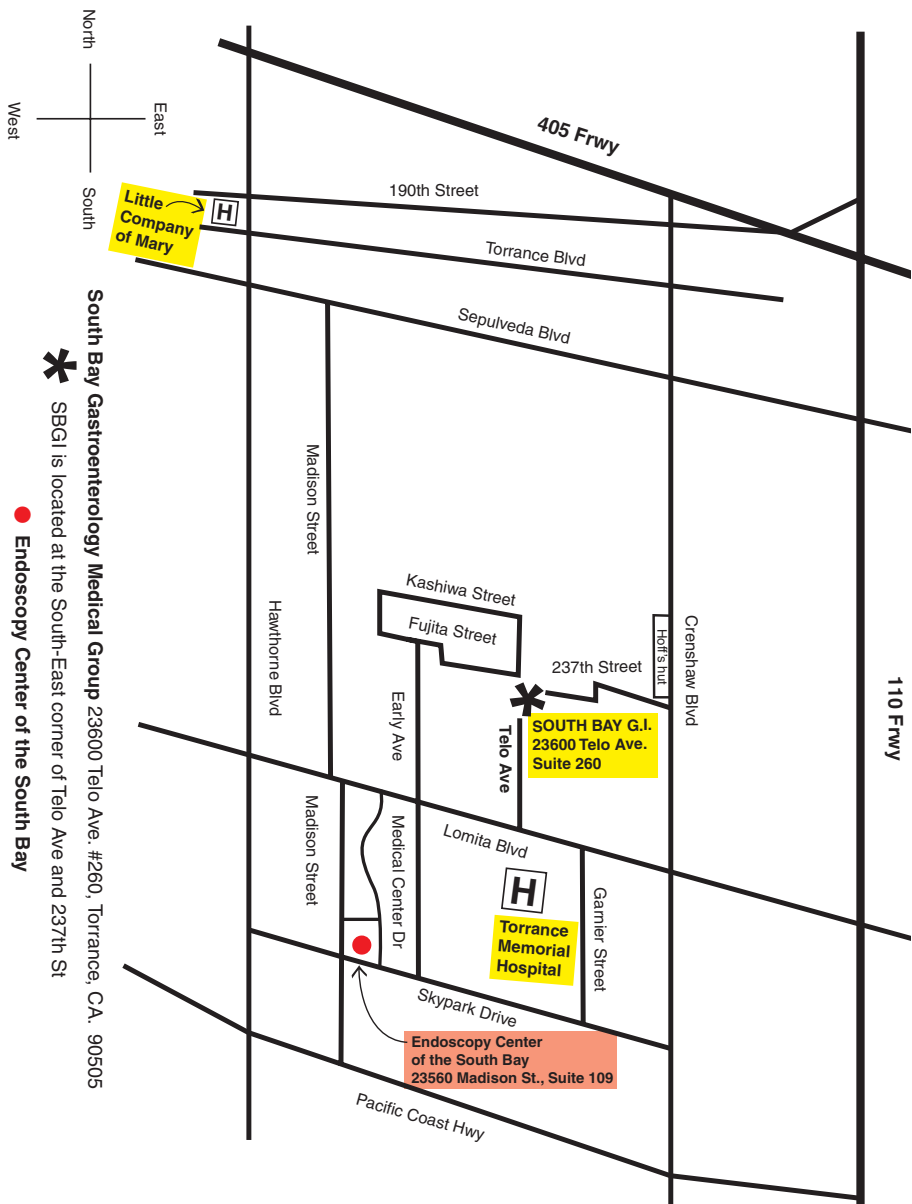 North
East
West
South
405 Frwy
190th Street
Little
Company
of Mary
H
Torrance Blvd
Sepulveda Blvd
110 Frwy
Crenshaw Blvd
Hoff's hut
Madison Street
Hawthorne Blvd
Kashiwa Street
Fujita Street
237th Street
*
SOUTH BAY G.I.
23600 Telo Ave.
Suite 260
Early Ave
Telo Ave
Lomita Blvd
Madison Street
Medical Center Dr
H
Torrance
Memorial
Hospital
Garnier Street
Skypark Drive
Endoscopy Center
of the South Bay
23560 Madison St., Suite 109
Pacific Coast Hwy
South Bay Gastroenterology Medical Group 23600 Telo Ave. #260, Torrance, CA. 90505
* SBGI is located at the South-East corner of Telo Ave and 237th St
Endoscopy Center of the South Bay